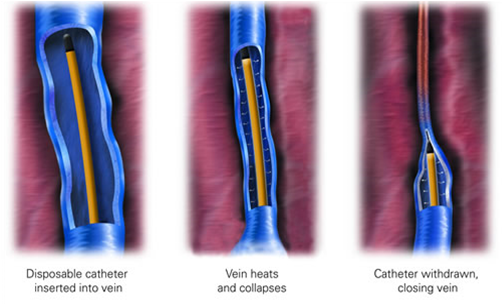 Disposable catheter
inserted into vein
Vein heats
and collapses
Catheter withdrawn,
closing vein